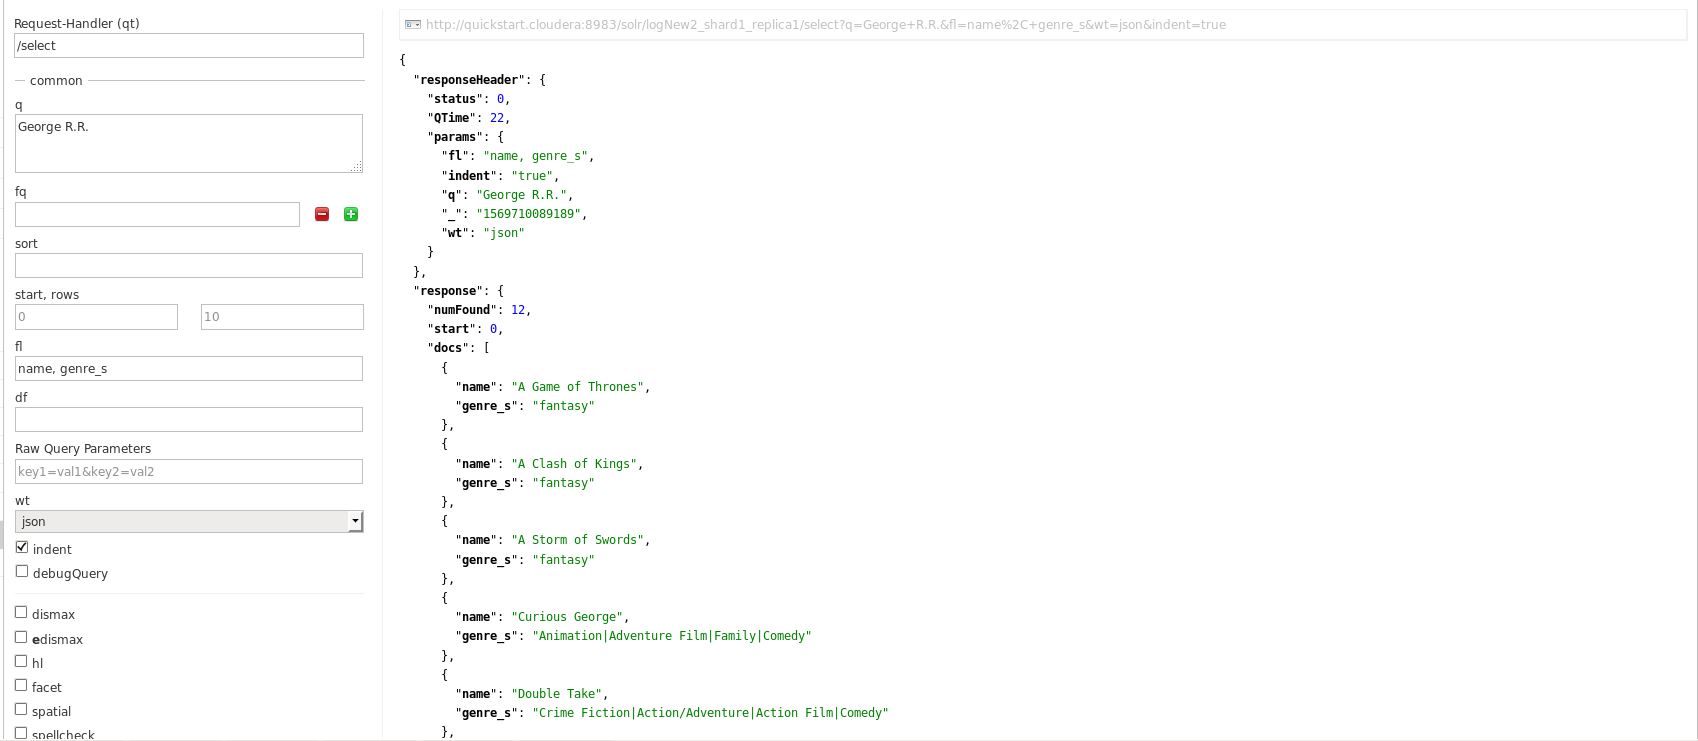 Request-Handler (qt)
/select
common
q
George R.R.
fq
sort
start, rows
0 10
fl
name, genre_s
df
Raw Query Parameters
key1=val1&key2=val2
wt
json
indent
debugQuery
dismax
edismax
hl
facet
spatial
spellcheck
http://quickstart.cloudera:8983/solr/logNew2_shard1_replica1/select?q=George+R.R.&fl=name%2C+genre_s&wt=json&indent=true
{
"responseHeader": {
"status": 0,
"QTime": 22,
"params": {
"fl": "name, genre_s",
"indent": "true",
"q": "George R.R.",
"_": "1569710089189",
"wt": "json"
}
},
"response": {
"numFound": 12,
"start": 0,
"docs": [
{
"name": "A Game of Thrones",
"genre_s": "fantasy"
},
{
"name": "A Clash of Kings",
"genre_s": "fantasy"
},
{
"name": "A Storm of Swords",
"genre_s": "fantasy"
},
{
"name": "Curious George",
"genre_s": "Animation|Adventure Film|Family|Comedy"
},
{
"name": "Double Take",
"genre_s": "Crime Fiction|Action/Adventure|Action Film|Comedy"
},